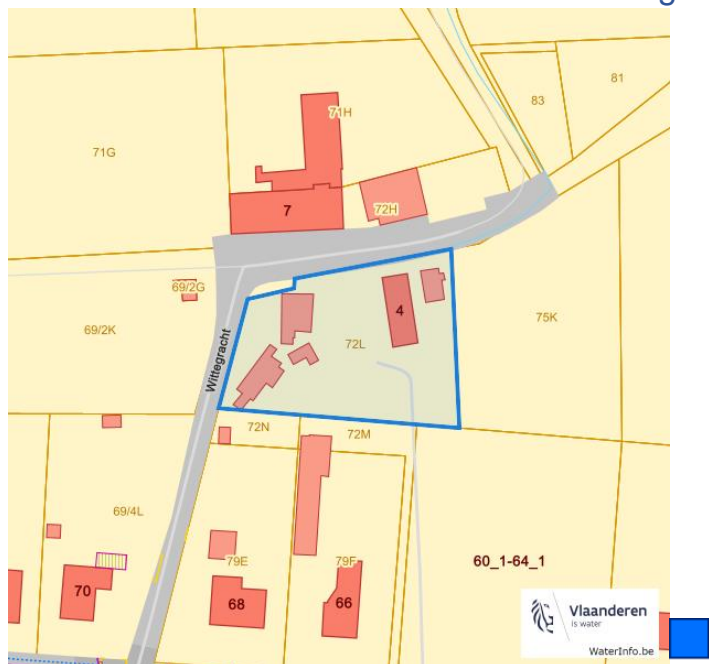 81
83
71H
71G
7
72H
69/2G
4
75K
69/2K
72L
Wittegracht
72N
72M
69/4L
79E
79F
60_1-64_1
70
68
66
Vlaanderen
is water
WaterInfo.be